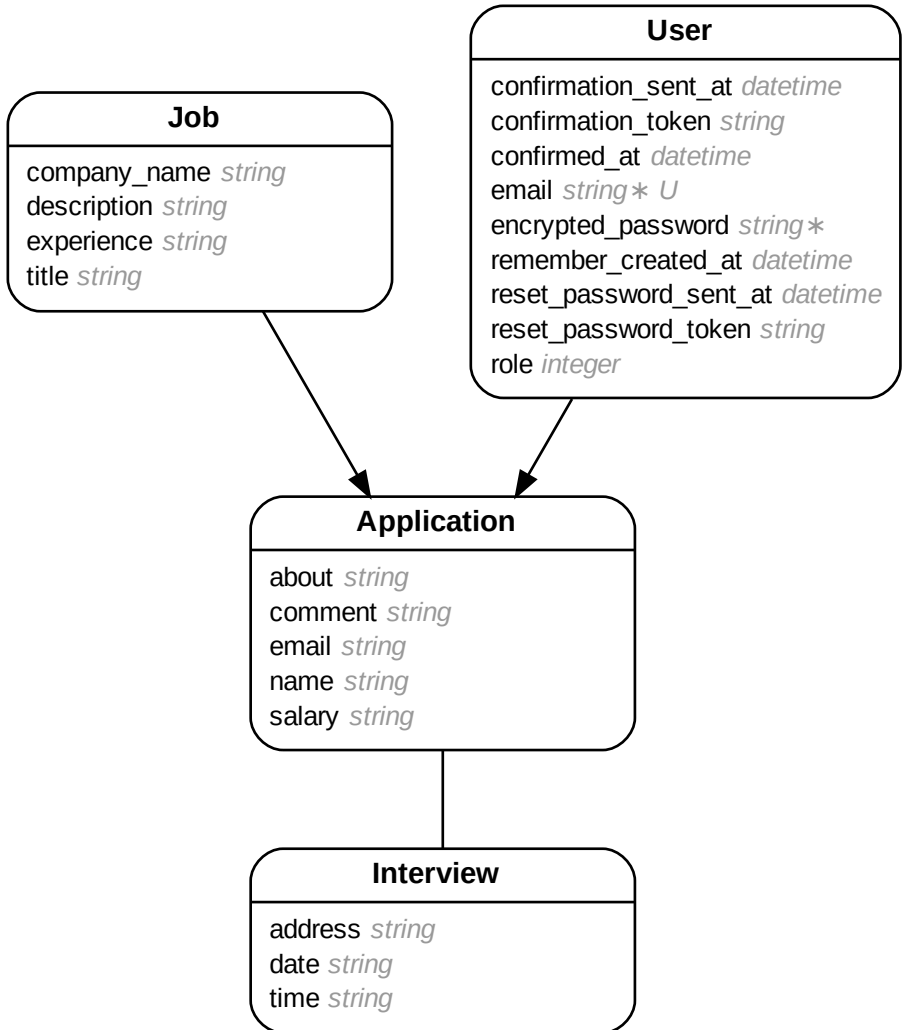 Job
company_name string
description string
experience string
title string
User
confirmation_sent_at datetime
confirmation_token string
confirmed_at datetime
email string∗ U
encrypted_password string∗
remember_created_at datetime
reset_password_sent_at datetime
reset_password_token string
role integer
Application
about string
comment string
email string
name string
salary string
Interview
address string
date string
time string